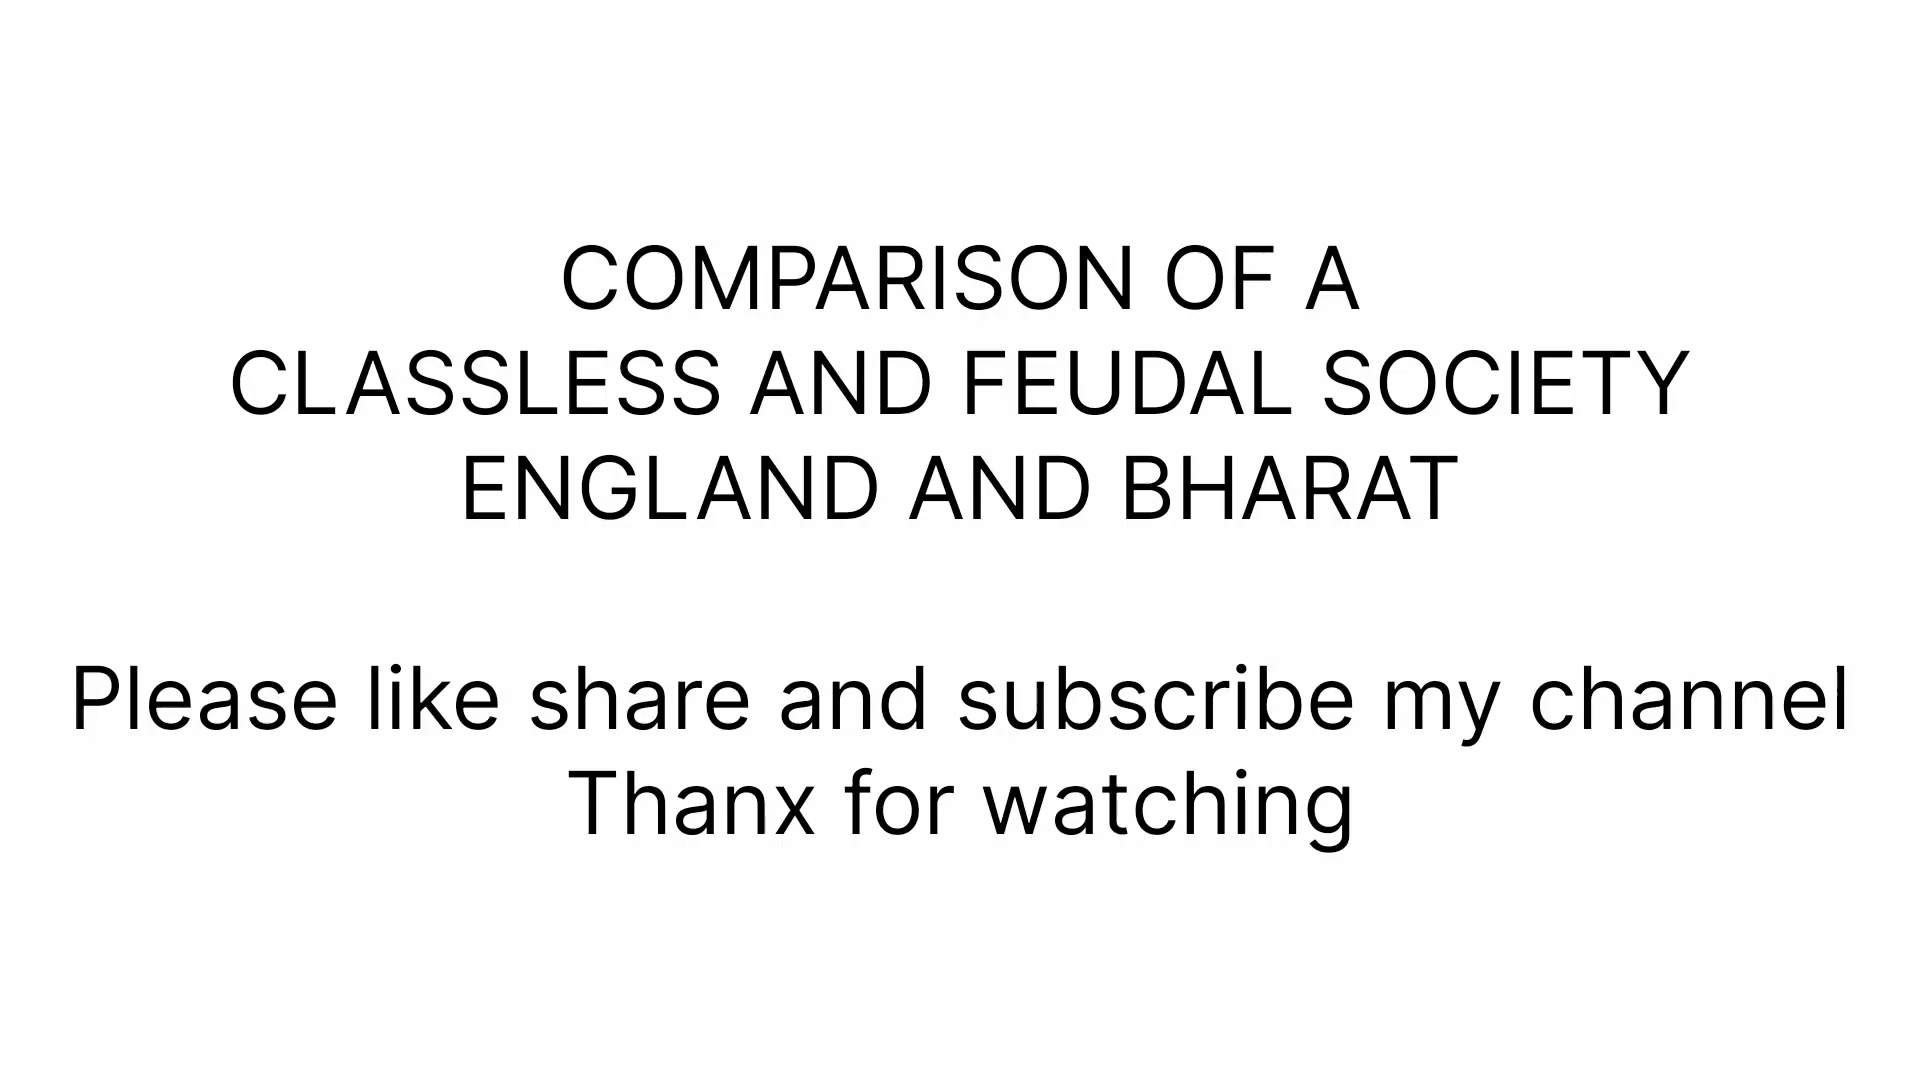 COMPARISON OF A
CLASSLESS AND FEUDAL SOCIETY
ENGLAND AND BHARAT
Please like share and subscribe my channel
Thanx for watching